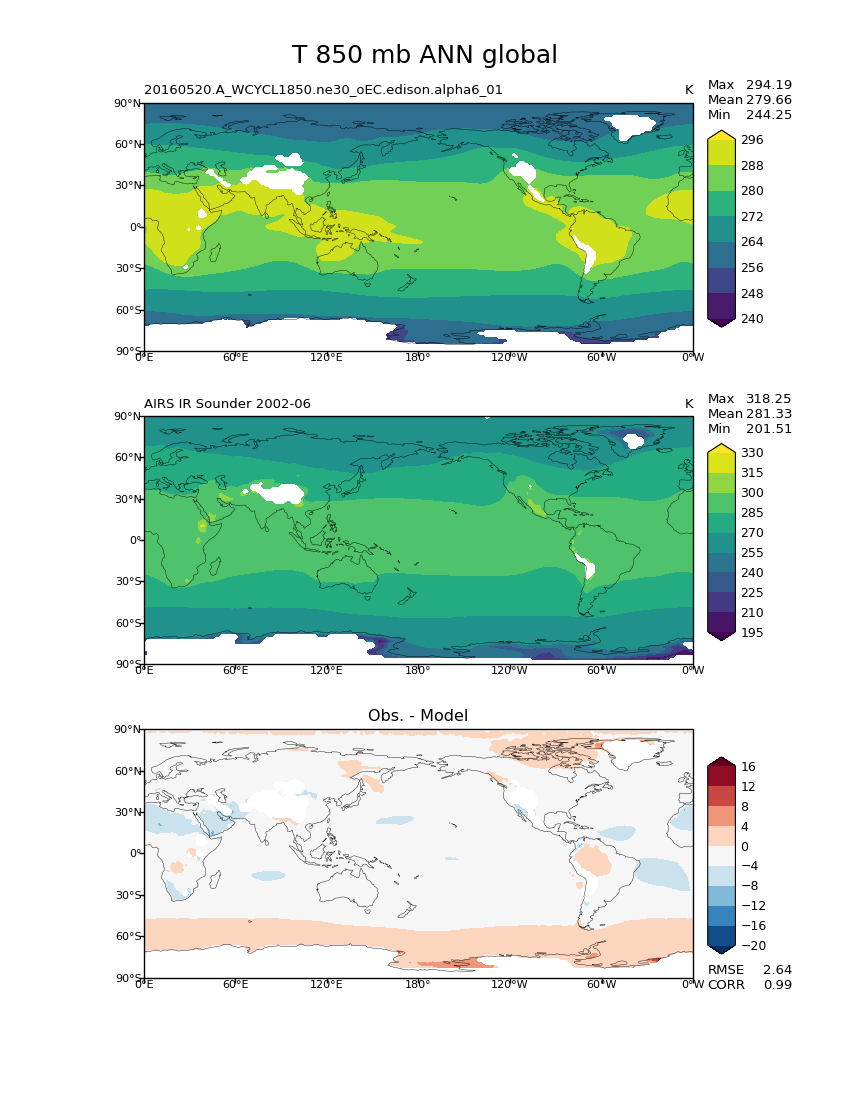 T 850 mb ANN global
20160520.A_WCYCL1850.ne30_oEC.edison.alpha6_01 K
Max 294.19
Mean 279.66
Min 244.25
90°N
60°N
30°N
0°
30°S
60°S
90°S
0°E 60°E 120°E 180° 120°W 60°W 0°W
296
288
280
272
264
256
248
240
AIRS IR Sounder 2002-06 K
Max 318.25
Mean 281.33
Min 201.51
90°N
60°N
30°N
0°
30°S
60°S
90°S
0°E 60°E 120°E 180° 120°W 60°W 0°W
330
315
300
285
270
255
240
225
210
195
Obs. - Model
90°N
60°N
30°N
0°
30°S
60°S
90°S
0°E 60°E 120°E 180° 120°W 60°W 0°W
16
12
8
4
0
−4
−8
−12
−16
−20
RMSE 2.64
CORR 0.99